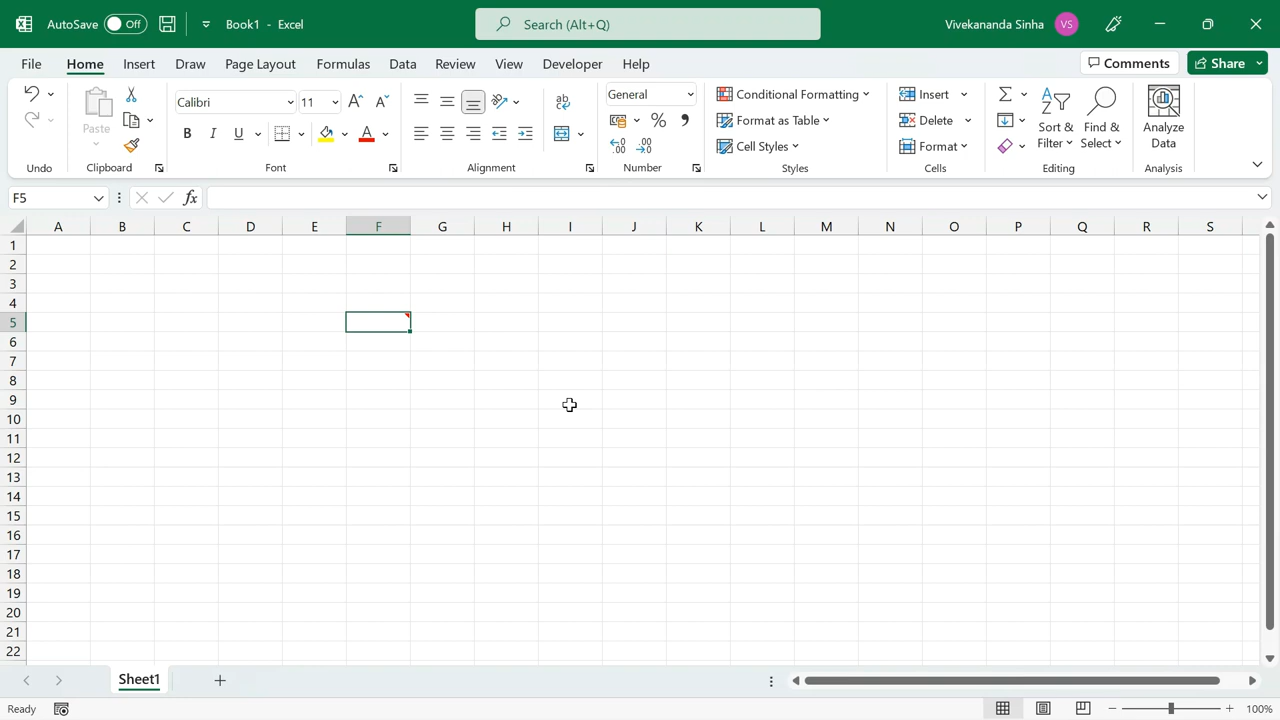 AutoSave Off Book1 - Excel Search (Alt+Q) Vivekananda Sinha VS
File Home Insert Draw Page Layout Formulas Data Review View Developer Help Comments Share
Calibri 11 General Conditional Formatting Insert
Paste B I U % Format as Table Delete Sort & Filter Find & Select Analyze Data
Cell Styles Format
Undo Clipboard Font Alignment Number Styles Cells Editing Analysis
F5 fx
A B C D E F G H I J K L M N O P Q R S
1
2
3
4
5
6
7
8
9
10
11
12
13
14
15
16
17
18
19
20
21
22
Sheet1
Ready 100%